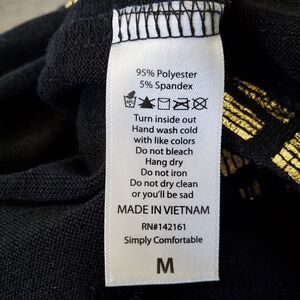 95% Polyester
5% Spandex
Turn inside out
Hand wash cold
with like colors
Do not bleach
Hang dry
Do not iron
Do not dry clean
or you'll be sad
MADE IN VIETNAM
RN#142161
Simply Comfortable
M